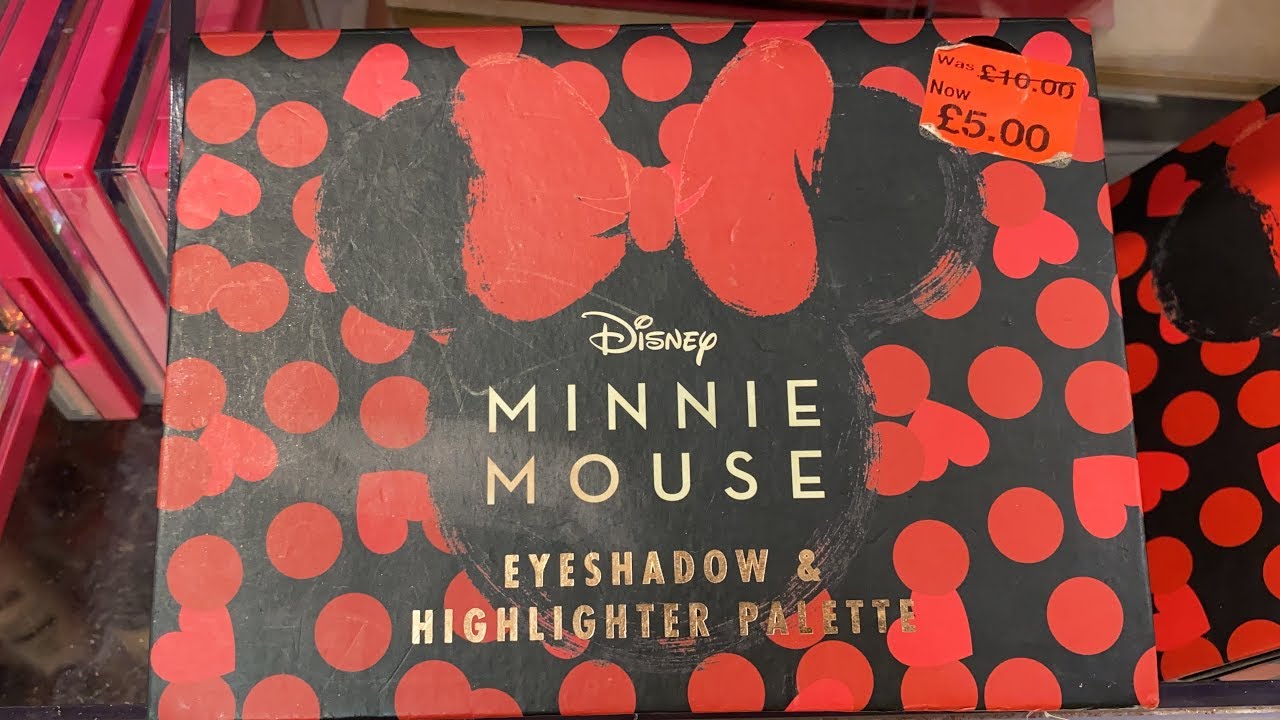 Was £10.00
Now
£5.00
Disney
MINNIE
MOUSE
EYESHADOW &
HIGHLIGHTER PALETTE